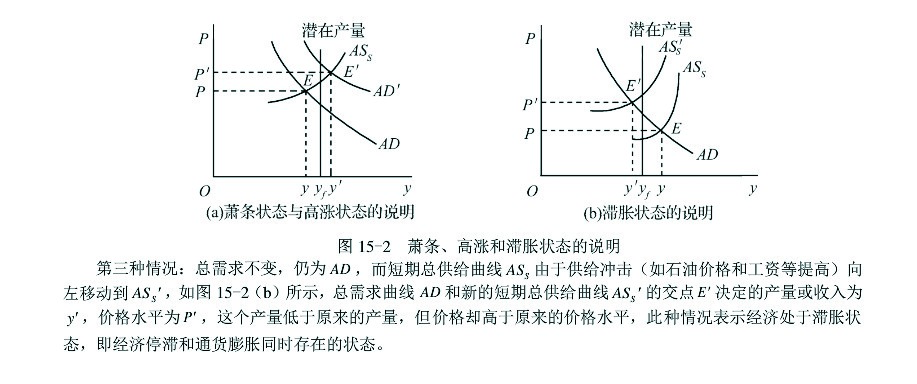 潜在产量
P
AS_S
P'
E'
E
P
AD'
AD
O
y
y_f
y'
y
(a)萧条状态与高涨状态的说明
潜在产量
P
AS_S'
AS_S
E'
P'
P
E
AD
O
y'
y_f
y
y
(b)滞胀状态的说明
图 15-2 萧条、高涨和滞胀状态的说明
第三种情况：总需求不变，仍为 AD，而短期总供给曲线 AS_S 由于供给冲击（如石油价格和工资等提高）向
左移动到 AS_S'，如图 15-2（b）所示，总需求曲线 AD 和新的短期总供给曲线 AS_S' 的交点 E' 决定的产量或收入为
y'，价格水平为 P'，这个产量低于原来的产量，但价格却高于原来的价格水平，此种情况表示经济处于滞胀状
态，即经济停滞和通货膨胀同时存在的状态。